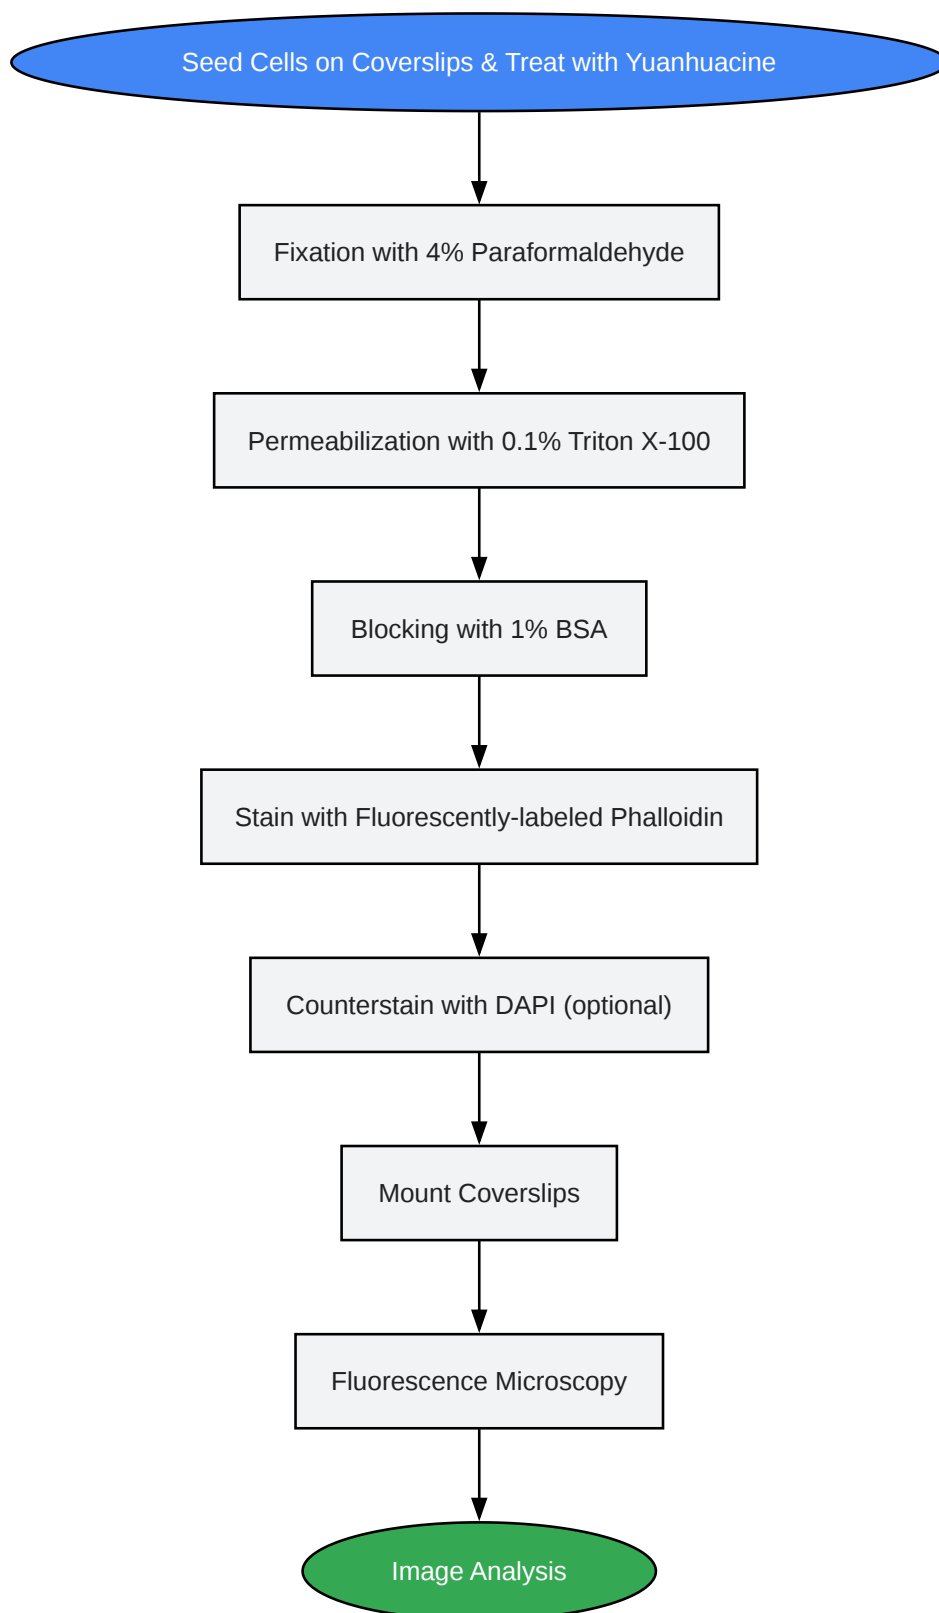 Seed Cells on Coverslips & Treat with Yuanhuacine
Fixation with 4% Paraformaldehyde
Permeabilization with 0.1% Triton X-100
Blocking with 1% BSA
Stain with Fluorescently-labeled Phalloidin
Counterstain with DAPI (optional)
Mount Coverslips
Fluorescence Microscopy
Image Analysis